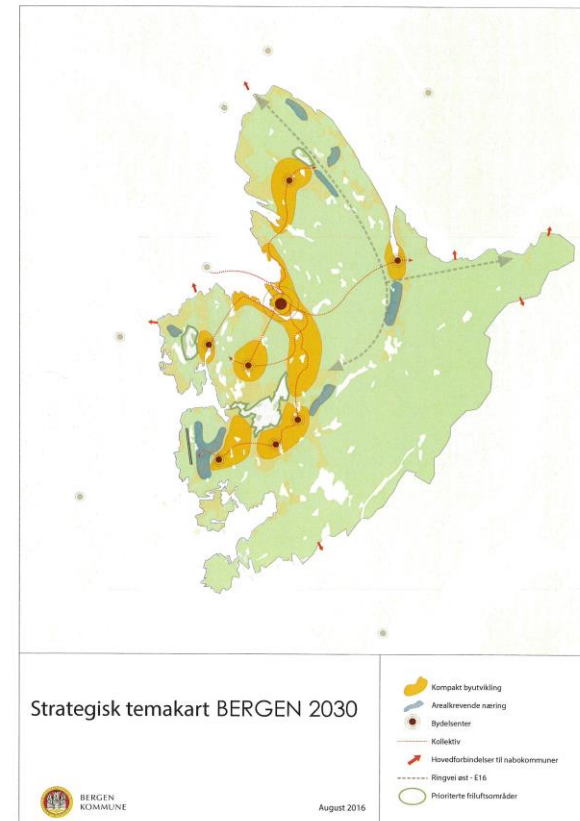 Strategisk temakart BERGEN 2030
BERGEN
KOMMUNE
August 2016
Kompakt byutvikling
Arealkrevende næring
Bydelsenter
Kollektiv
Hovedforbindelser til nabokommuner
Ringvei øst - E16
Prioriterte friluftsområder